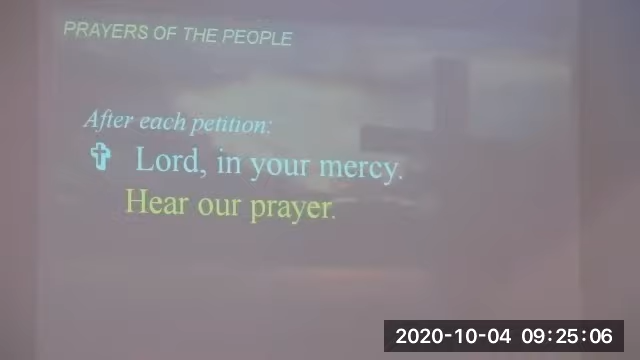 PRAYERS OF THE PEOPLE
After each petition:
✞ Lord, in your mercy.
Hear our prayer.
2020-10-04 09:25:06